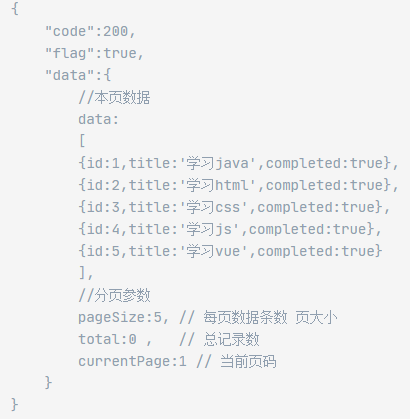 {
"code":200,
"flag":true,
"data":{
//本页数据
data:
[
{id:1,title:'学习java',completed:true},
{id:2,title:'学习html',completed:true},
{id:3,title:'学习css',completed:true},
{id:4,title:'学习js',completed:true},
{id:5,title:'学习vue',completed:true}
],
//分页参数
pageSize:5, // 每页数据条数 页大小
total:0 , // 总记录数
currentPage:1 // 当前页码
}
}